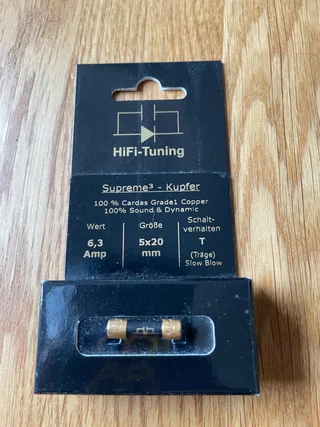 HiFi-Tuning
Supreme³ - Kupfer
100 % Cardas Grade1 Copper
100% Sound & Dynamic
Wert
Größe
Schalt-
verhalten
6,3
Amp
5x20
mm
T
(Träge)
Slow Blow